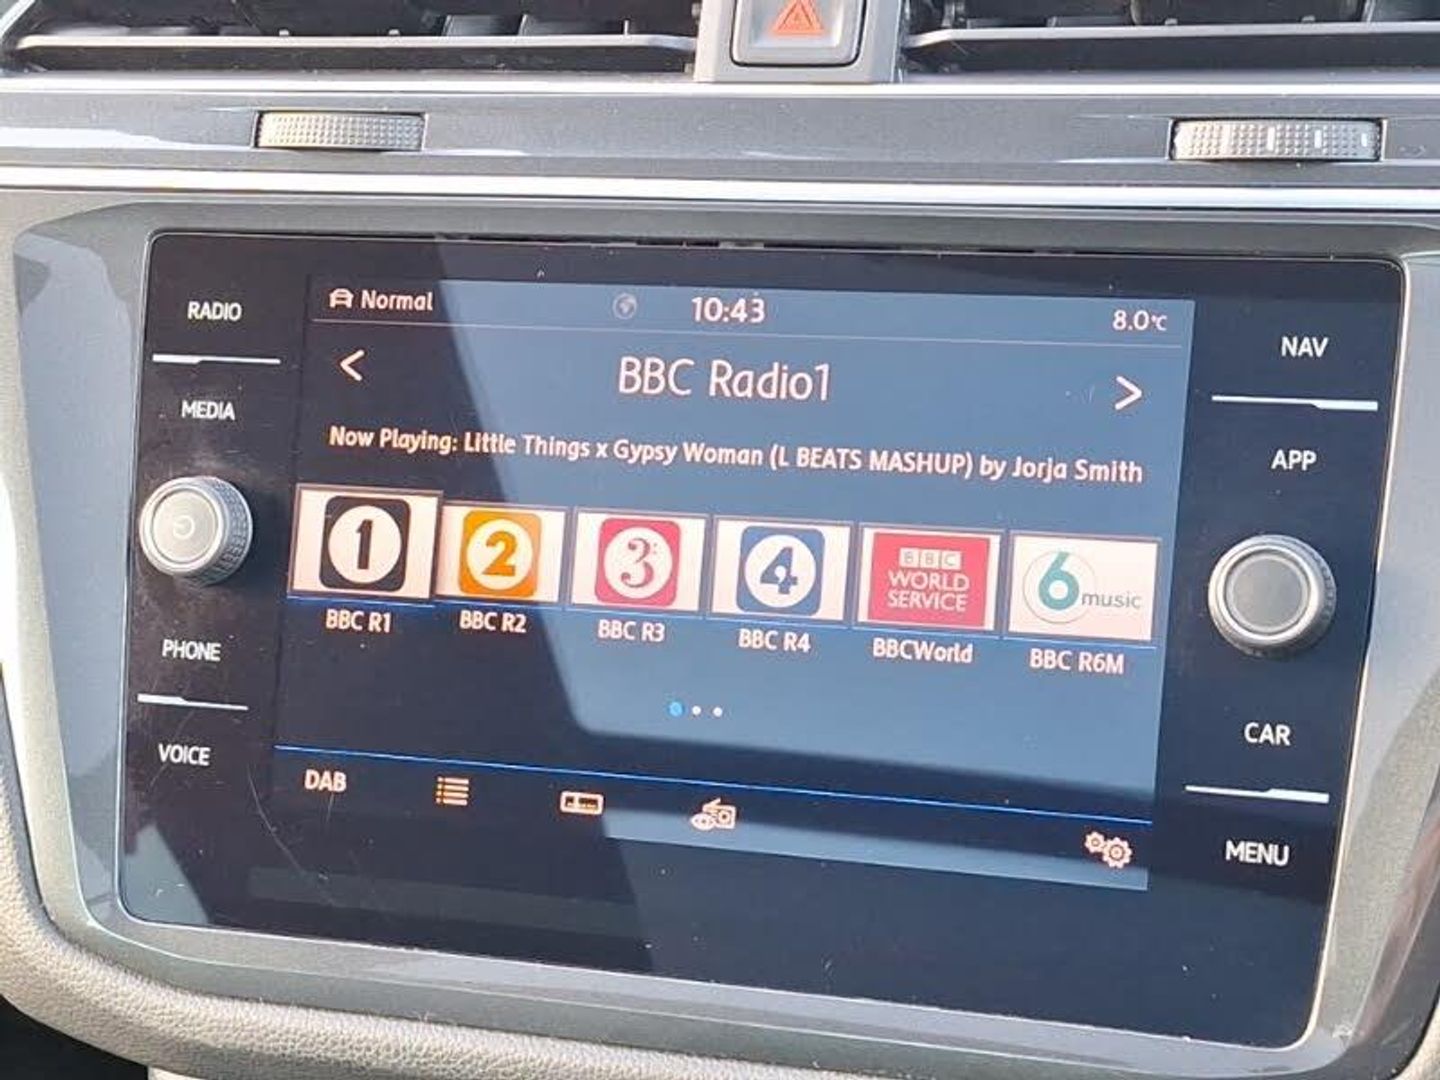 RADIO
MEDIA
PHONE
VOICE
Normal
10:43
8.0°C
< BBC Radio1 >
Now Playing: Little Things x Gypsy Woman (L BEATS MASHUP) by Jorja Smith
1
2
3:
4
BBC
WORLD
SERVICE
6 music
BBC R1
BBC R2
BBC R3
BBC R4
BBCWorld
BBC R6M
DAB
NAV
APP
CAR
MENU